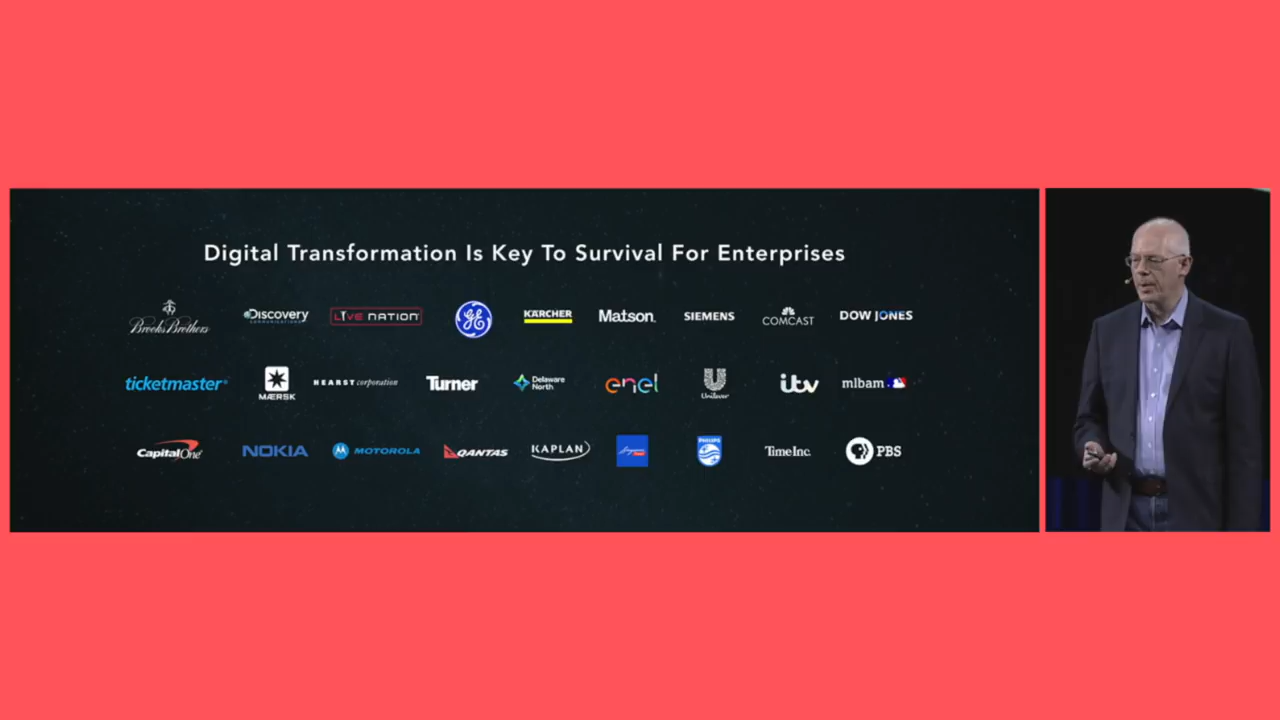 Digital Transformation Is Key To Survival For Enterprises
Brooks Brothers Discovery COMMUNICATIONS LIVE NATION GE KÄRCHER Matson. SIEMENS COMCAST DOW JONES
ticketmaster® MÆRSK HEARST corporation Turner Delaware North enel Unilever itv mlbam
Capital One NOKIA MOTOROLA QANTAS KAPLAN PHILIPS Time Inc. PBS